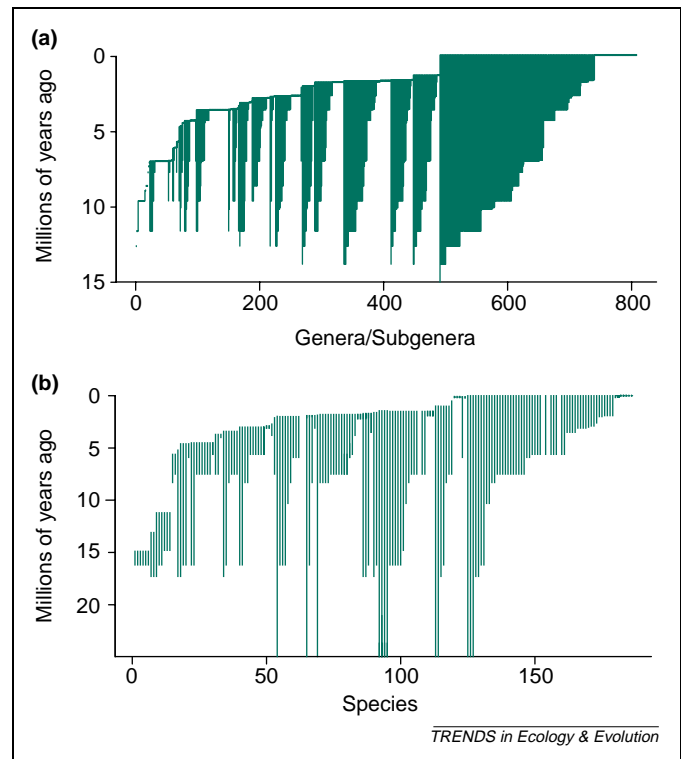 (a)
0
5
10
15
Millions of years ago
0 200 400 600 800
Genera/Subgenera
(b)
0
5
10
15
20
Millions of years ago
0 50 100 150
Species
TRENDS in Ecology & Evolution